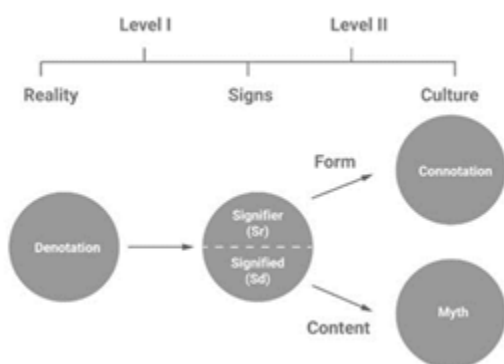 Level I
Level II
Reality
Signs
Culture
Form
Connotation
Denotation
Signifier
(Sr)
Signified
(Sd)
Content
Myth